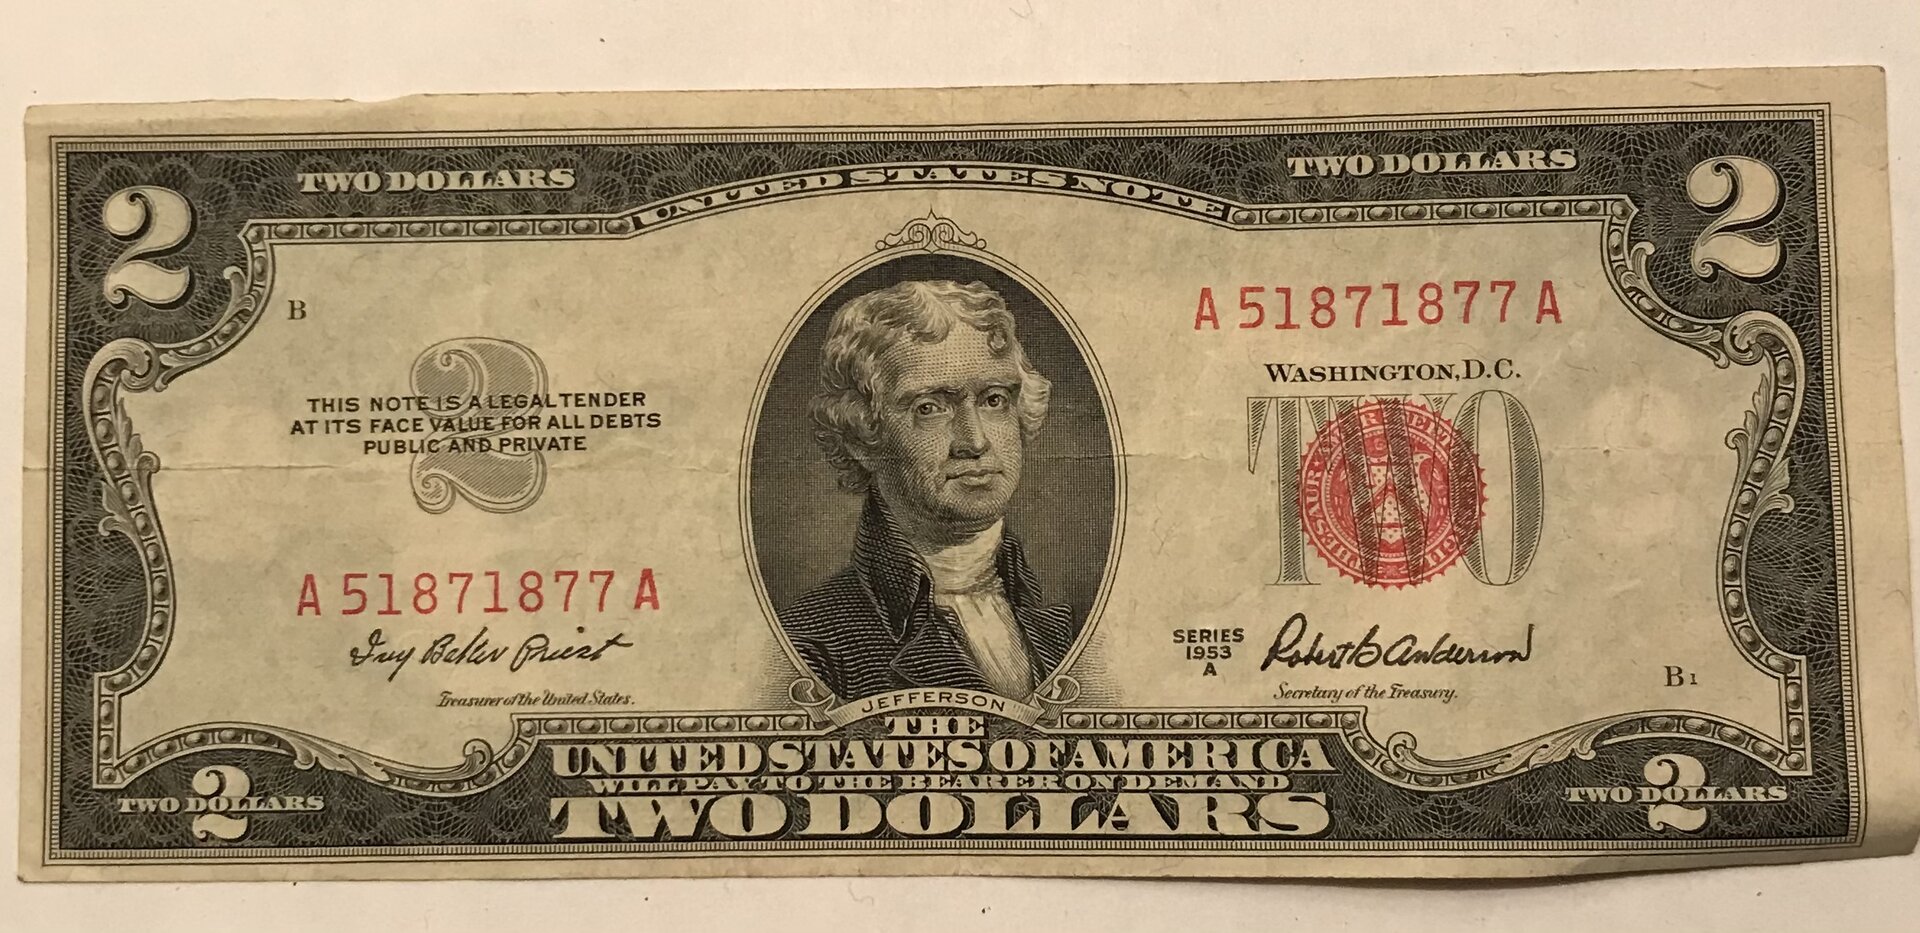 TWO DOLLARS
UNITED STATES NOTE
TWO DOLLARS
2
2
B
A 51871877 A
WASHINGTON, D.C.
2
THIS NOTE IS A LEGAL TENDER
AT ITS FACE VALUE FOR ALL DEBTS
PUBLIC AND PRIVATE
TWO
A 51871877 A
Ivy Baker Priest
Treasurer of the United States.
SERIES
1953
A
Robert B Anderson
Secretary of the Treasury.
B1
JEFFERSON
THE
UNITED STATES OF AMERICA
WILL PAY TO THE BEARER ON DEMAND
TWO DOLLARS
2
TWO DOLLARS
2
TWO DOLLARS